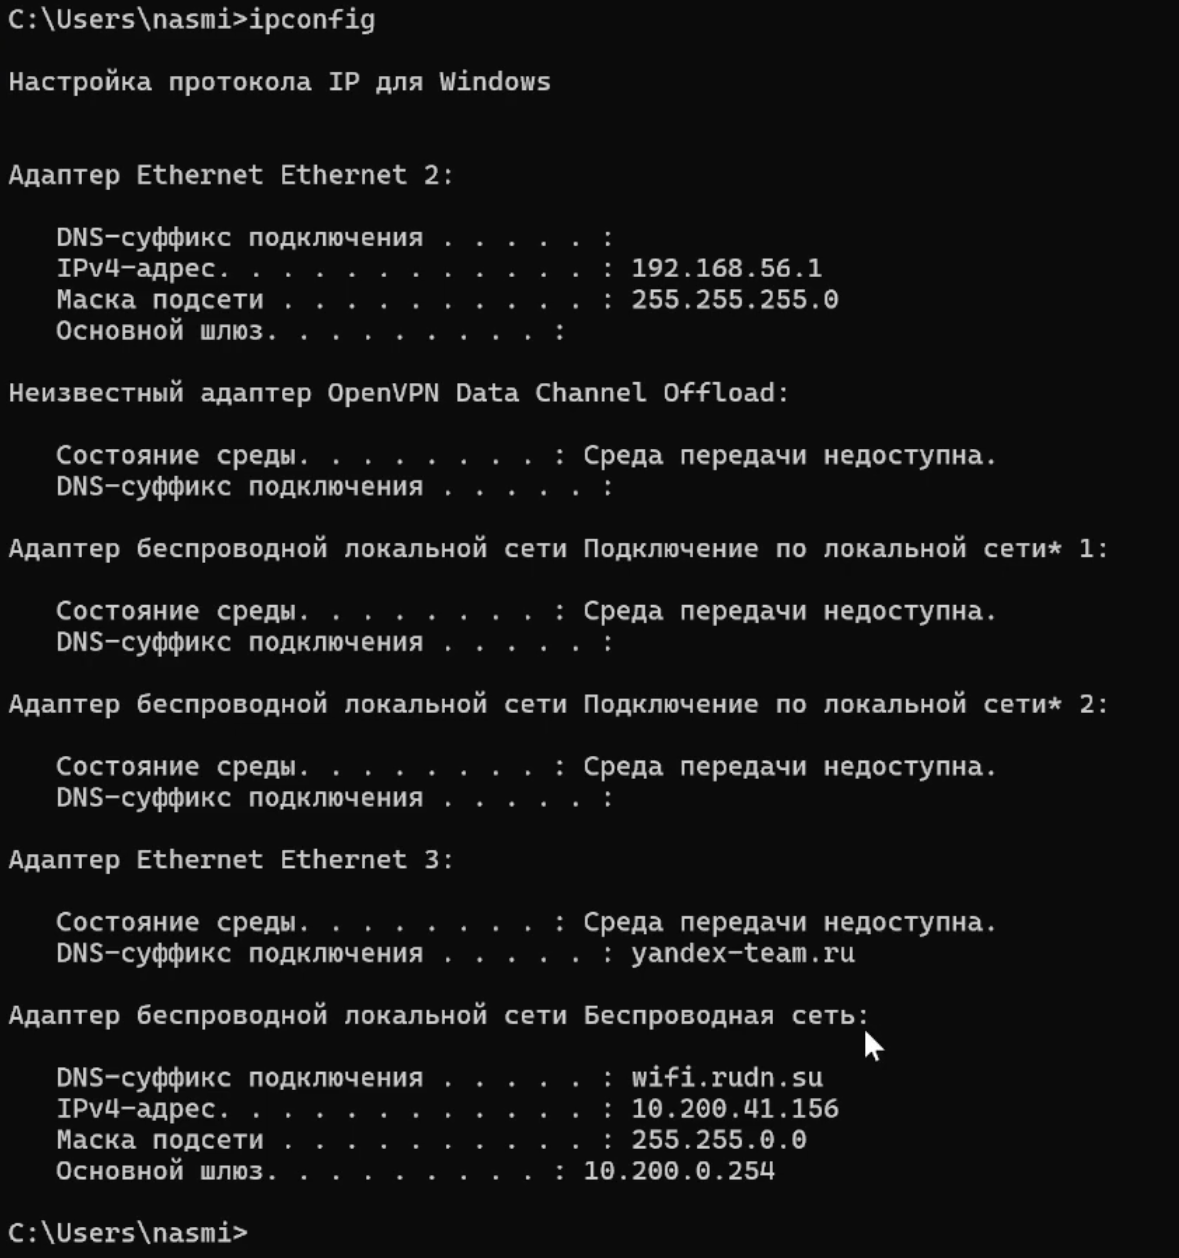 C:\Users\nasmi>ipconfig
Настройка протокола IP для Windows
Адаптер Ethernet Ethernet 2:
DNS-суффикс подключения . . . . . :
IPv4-адрес. . . . . . . . . . . . : 192.168.56.1
Маска подсети . . . . . . . . . . : 255.255.255.0
Основной шлюз. . . . . . . . . :
Неизвестный адаптер OpenVPN Data Channel Offload:
Состояние среды. . . . . . . . : Среда передачи недоступна.
DNS-суффикс подключения . . . . . :
Адаптер беспроводной локальной сети Подключение по локальной сети* 1:
Состояние среды. . . . . . . . : Среда передачи недоступна.
DNS-суффикс подключения . . . . . :
Адаптер беспроводной локальной сети Подключение по локальной сети* 2:
Состояние среды. . . . . . . . : Среда передачи недоступна.
DNS-суффикс подключения . . . . . :
Адаптер Ethernet Ethernet 3:
Состояние среды. . . . . . . . : Среда передачи недоступна.
DNS-суффикс подключения . . . . . : yandex-team.ru
Адаптер беспроводной локальной сети Беспроводная сеть:
DNS-суффикс подключения . . . . . : wifi.rudn.su
IPv4-адрес. . . . . . . . . . . . : 10.200.41.156
Маска подсети . . . . . . . . . . : 255.255.0.0
Основной шлюз. . . . . . . . . : 10.200.0.254
C:\Users\nasmi>